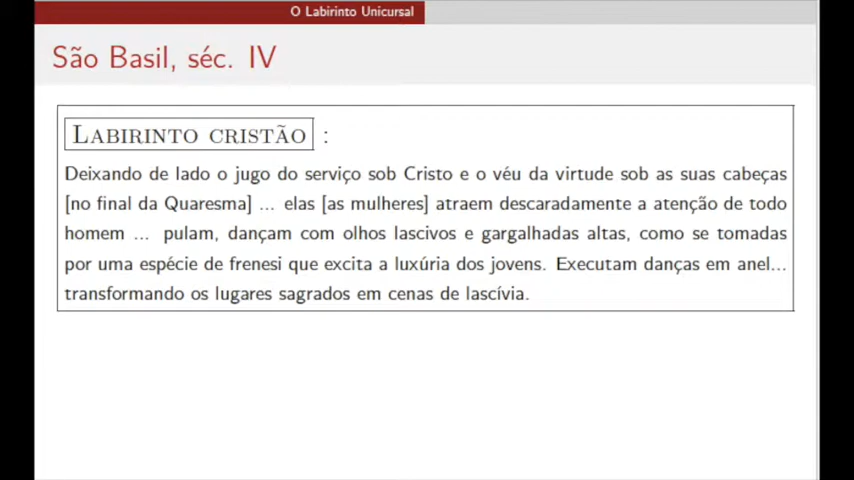 O Labirinto Unicursal
São Basil, séc. IV
Labirinto cristão :
Deixando de lado o jugo do serviço sob Cristo e o véu da virtude sob as suas cabeças
[no final da Quaresma] ... elas [as mulheres] atraem descaradamente a atenção de todo
homem ... pulam, dançam com olhos lascivos e gargalhadas altas, como se tomadas
por uma espécie de frenesi que excita a luxúria dos jovens. Executam danças em anel...
transformando os lugares sagrados em cenas de lascívia.